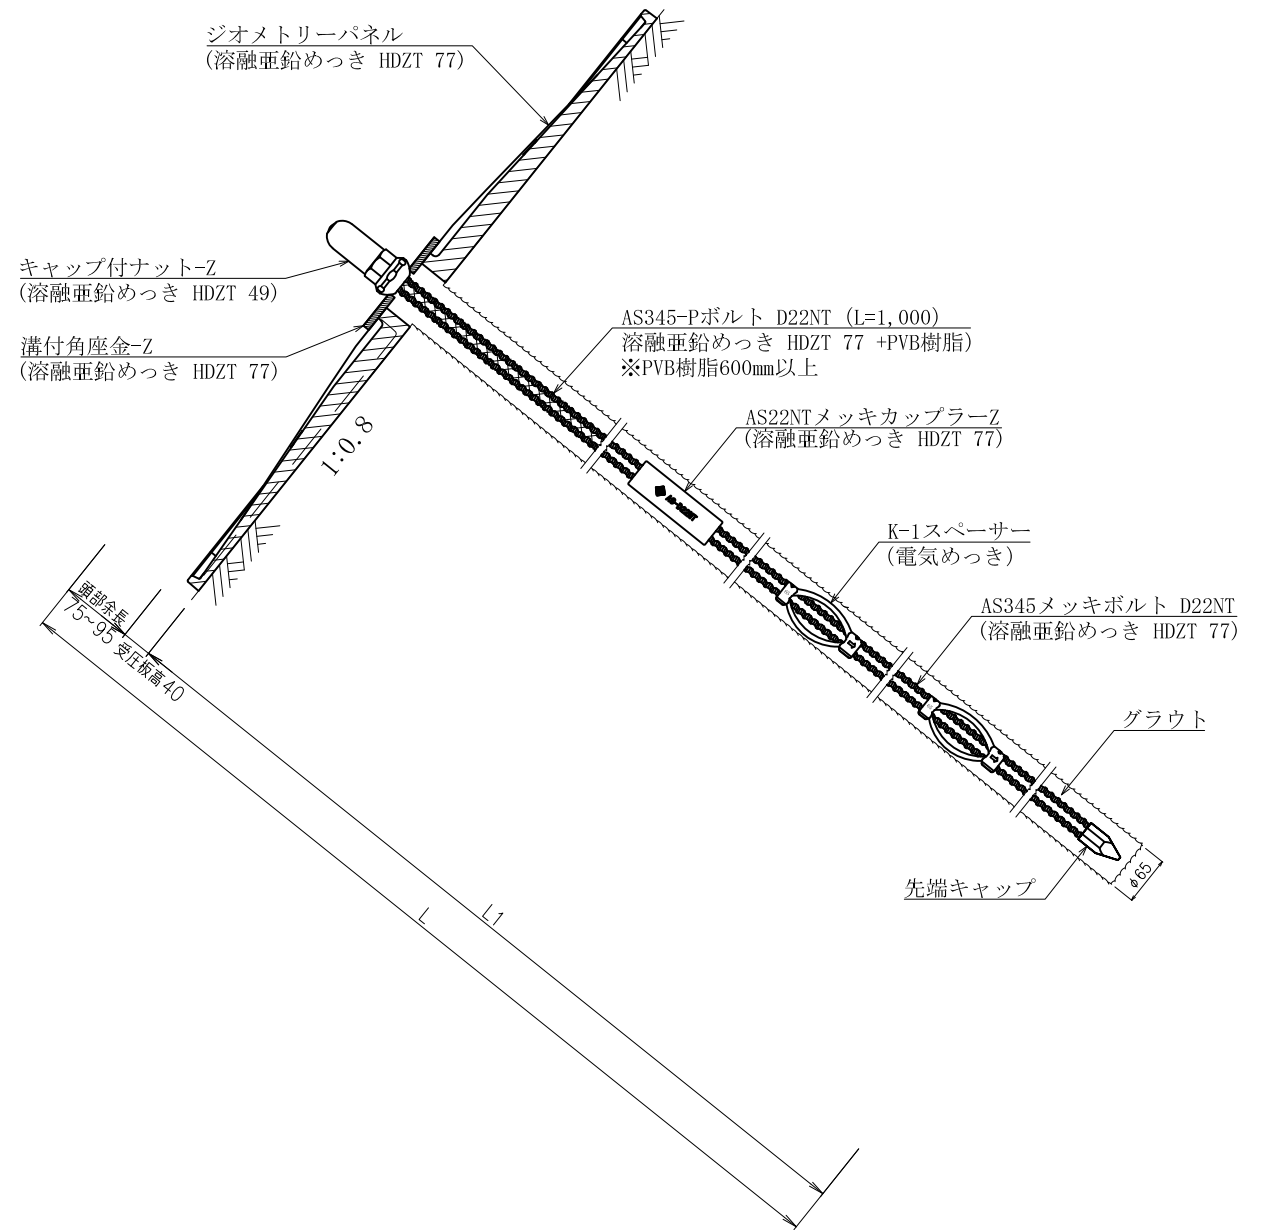 ジオメトリーパネル
(溶融亜鉛めっき HDZT 77)
キャップ付ナット-Z
(溶融亜鉛めっき HDZT 49)
溝付角座金-Z
(溶融亜鉛めっき HDZT 77)
1:0.8
AS345-Pボルト D22NT (L=1,000)
溶融亜鉛めっき HDZT 77 +PVB樹脂)
※PVB樹脂600mm以上
AS22NTメッキカップラーZ
(溶融亜鉛めっき HDZT 77)
K-1スペーサー
(電気めっき)
AS345メッキボルト D22NT
(溶融亜鉛めっき HDZT 77)
グラウト
先端キャップ
φ65
頭部余長
75~95
受圧板高40
L1
L